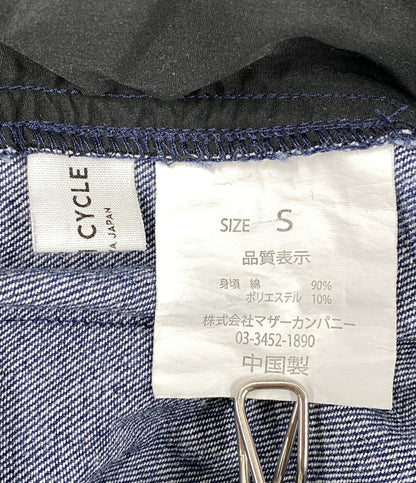 CYCLE
A JAPAN
SIZE S
品質表示
身頃 綿 90%
ポリエステル 10%
株式会社マザーカンパニー
03-3452-1890
中国製